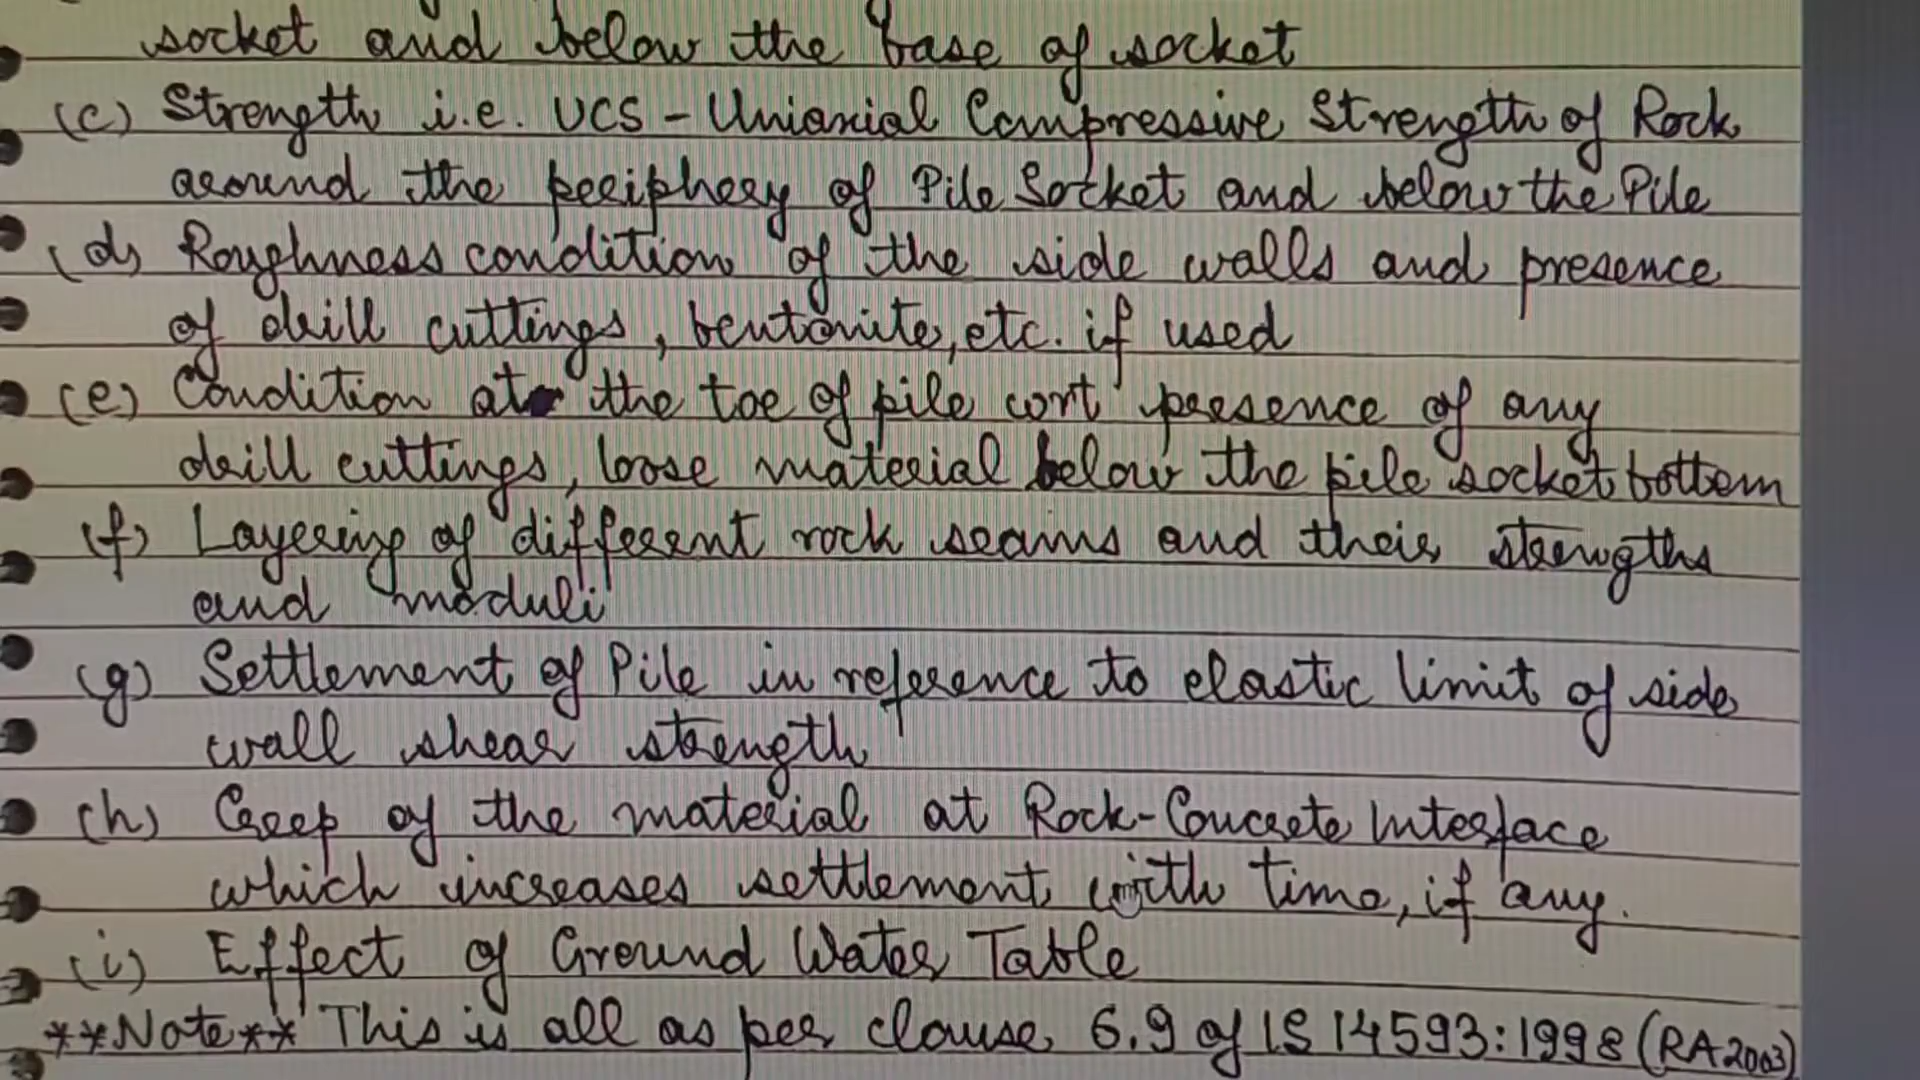 socket and below the base of socket
(c) Strength i.e. UCS - Uniaxial Compressive Strength of Rock
around the periphery of Pile Socket and below the Pile
(d) Roughness condition of the side walls and presence
of drill cuttings, bentonite, etc. if used
(e) Condition at the toe of pile wrt presence of any
drill cuttings, loose material below the pile socket bottom
(f) Layering of different rock seams and their strengths
and moduli
(g) Settlement of Pile in reference to elastic limit of side
wall shear strength
(h) Creep of the material at Rock-Concrete Interface
which increases settlement with time, if any.
(i) Effect of Ground Water Table
**Note** This is all as per clause 6.9 of IS 14593:1998 (RA 2003)